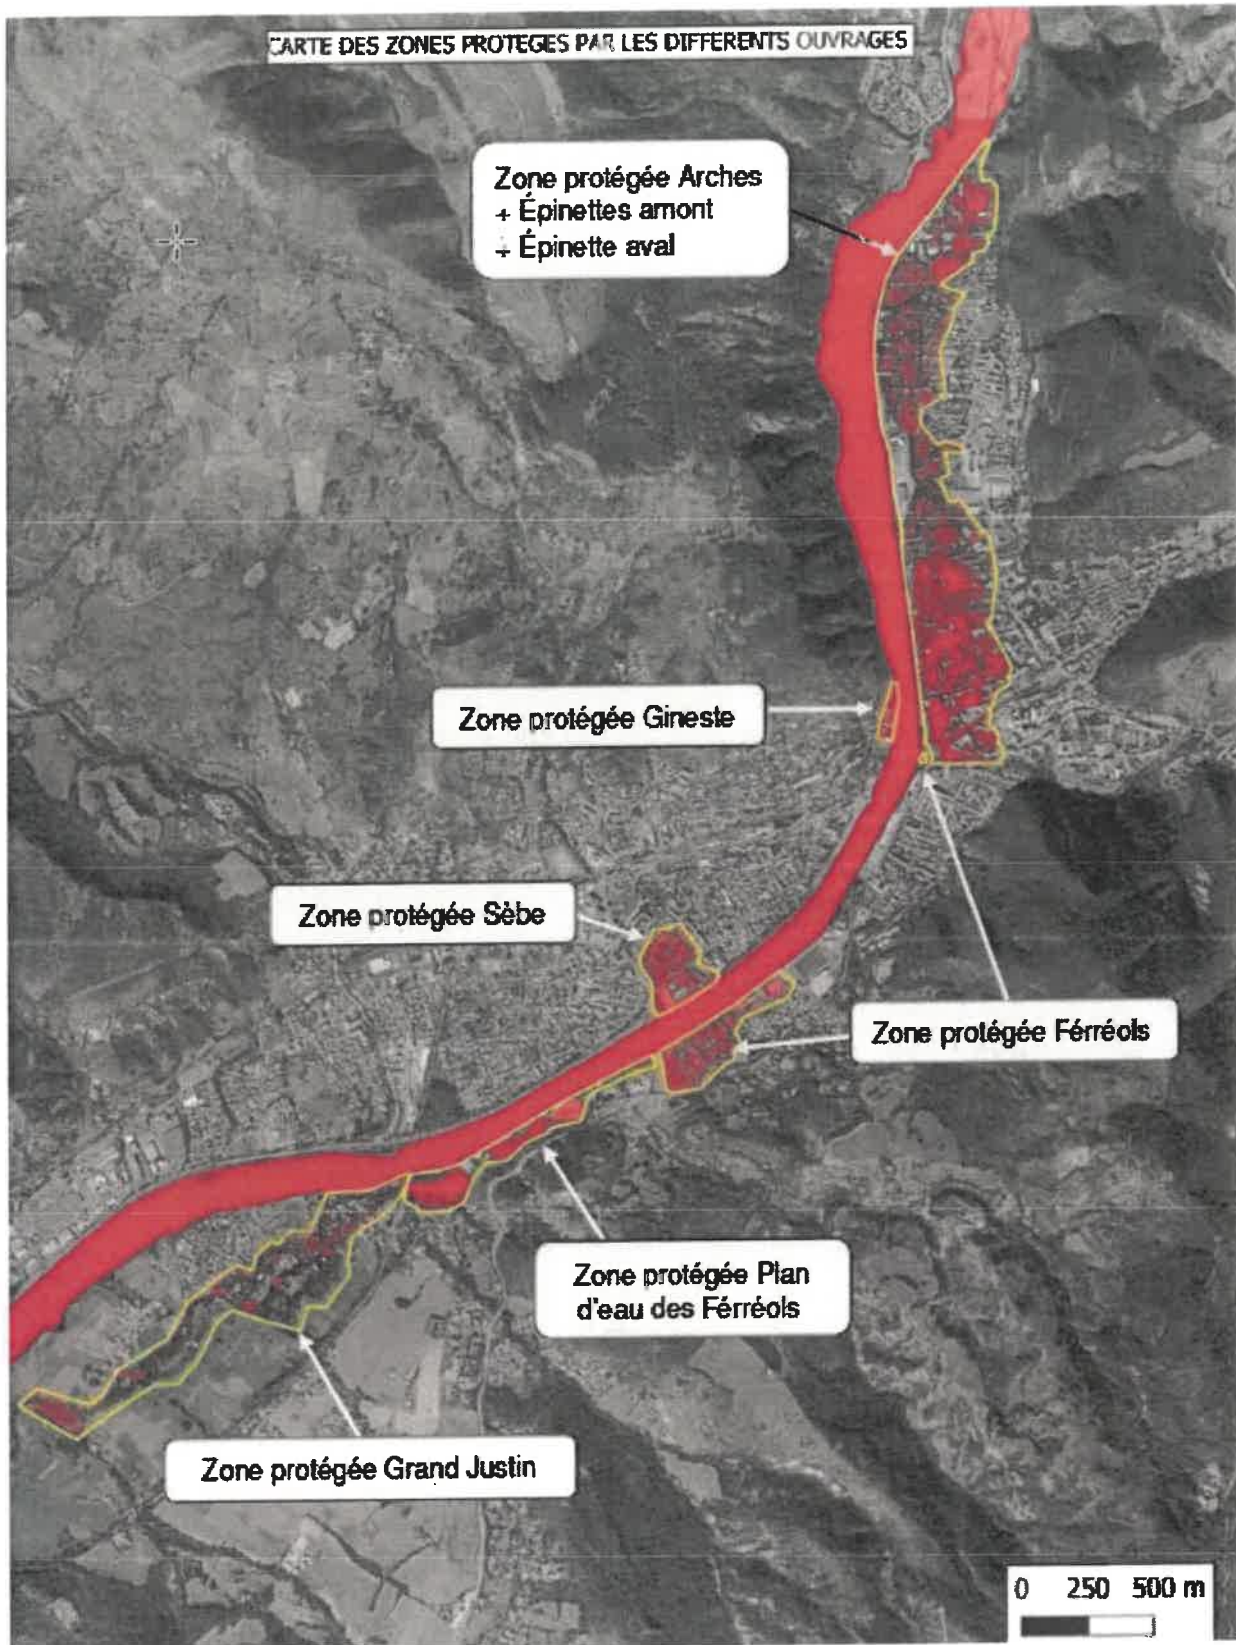 CARTE DES ZONES PROTEGES PAR LES DIFFERENTS OUVRAGES
Zone protégée Arches
+ Épinettes amont
+ Épinette aval
Zone protégée Gineste
Zone protégée Sèbe
Zone protégée Férréols
Zone protégée Plan
d'eau des Férréols
Zone protégée Grand Justin
0 250 500 m